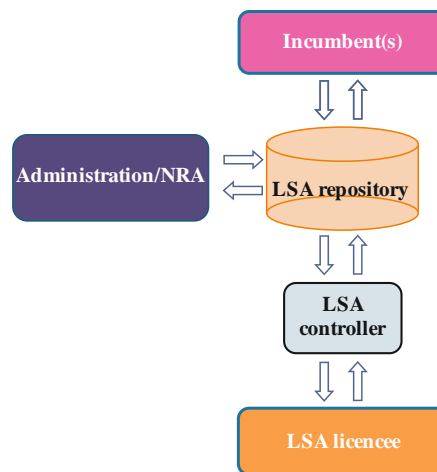 Incumbent(s)
Administration/NRA
LSA repository
LSA
controller
LSA licencee